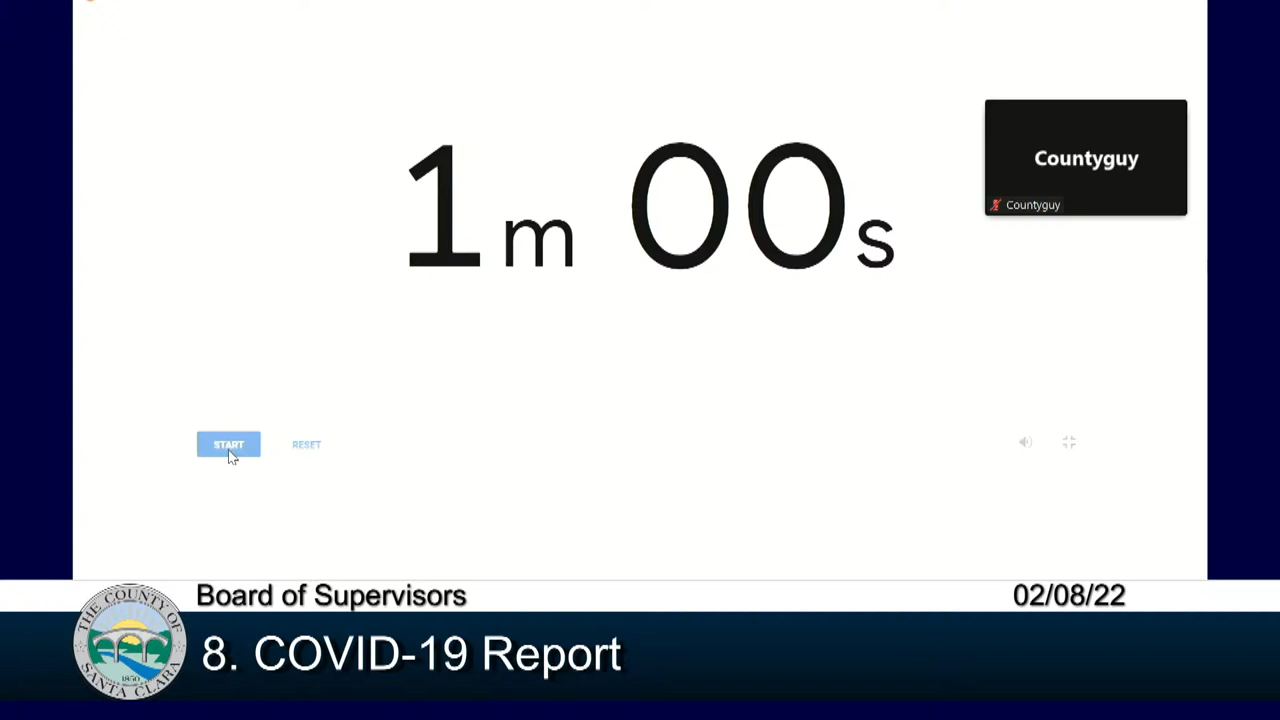 1m 00s
Countyguy
Countyguy
START
RESET
Board of Supervisors
02/08/22
THE COUNTY OF
SANTA CLARA
1850
8. COVID-19 Report